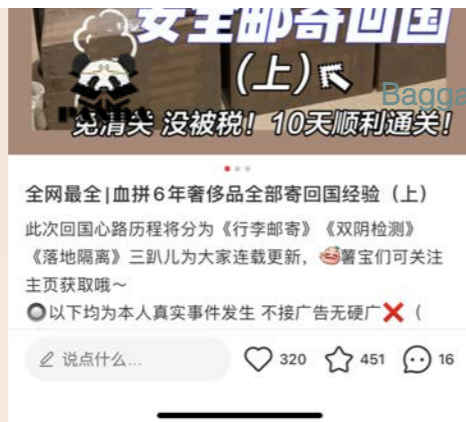 安全邮寄回国
（上）
Bagga
免清关 没被税！10天顺利通关！
全网最全|血拼6年奢侈品全部寄回国经验（上）
此次回国心路历程将分为《行李邮寄》《双阴检测》
《落地隔离》三趴儿为大家连载更新，薯宝们可关注
主页获取哦～
以下均为本人真实事件发生 不接广告无硬广❌（
说点什么...
320
451
16